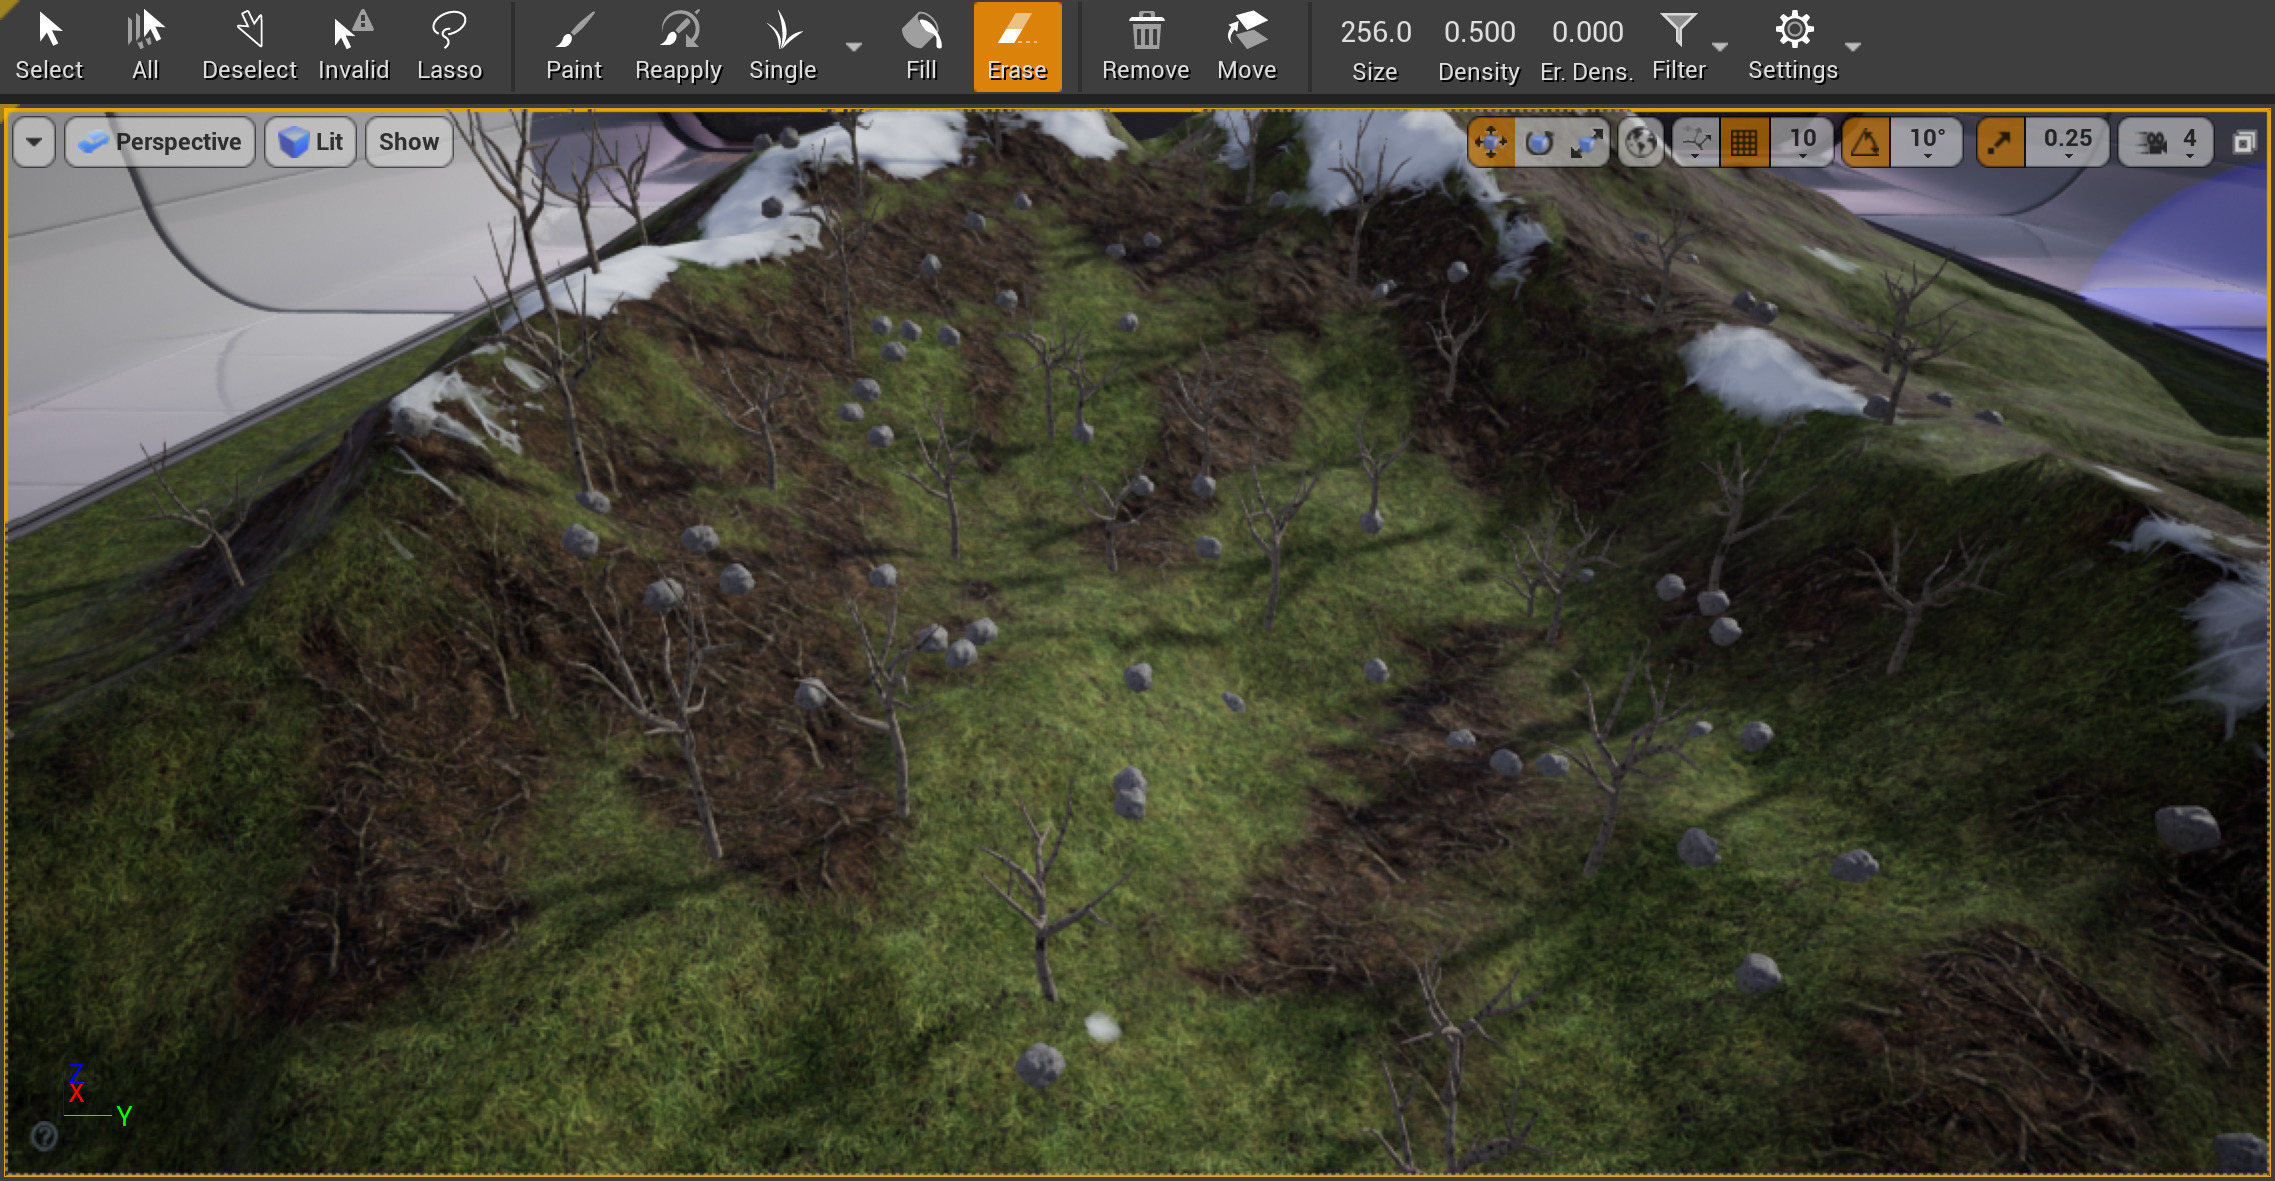 256.0 0.500 0.000
Select All Deselect Invalid Lasso Paint Reapply Single Fill Erase Remove Move Size Density Er. Dens. Filter Settings
Perspective Lit Show 10 10° 0.25 4
Z
X
Y
?